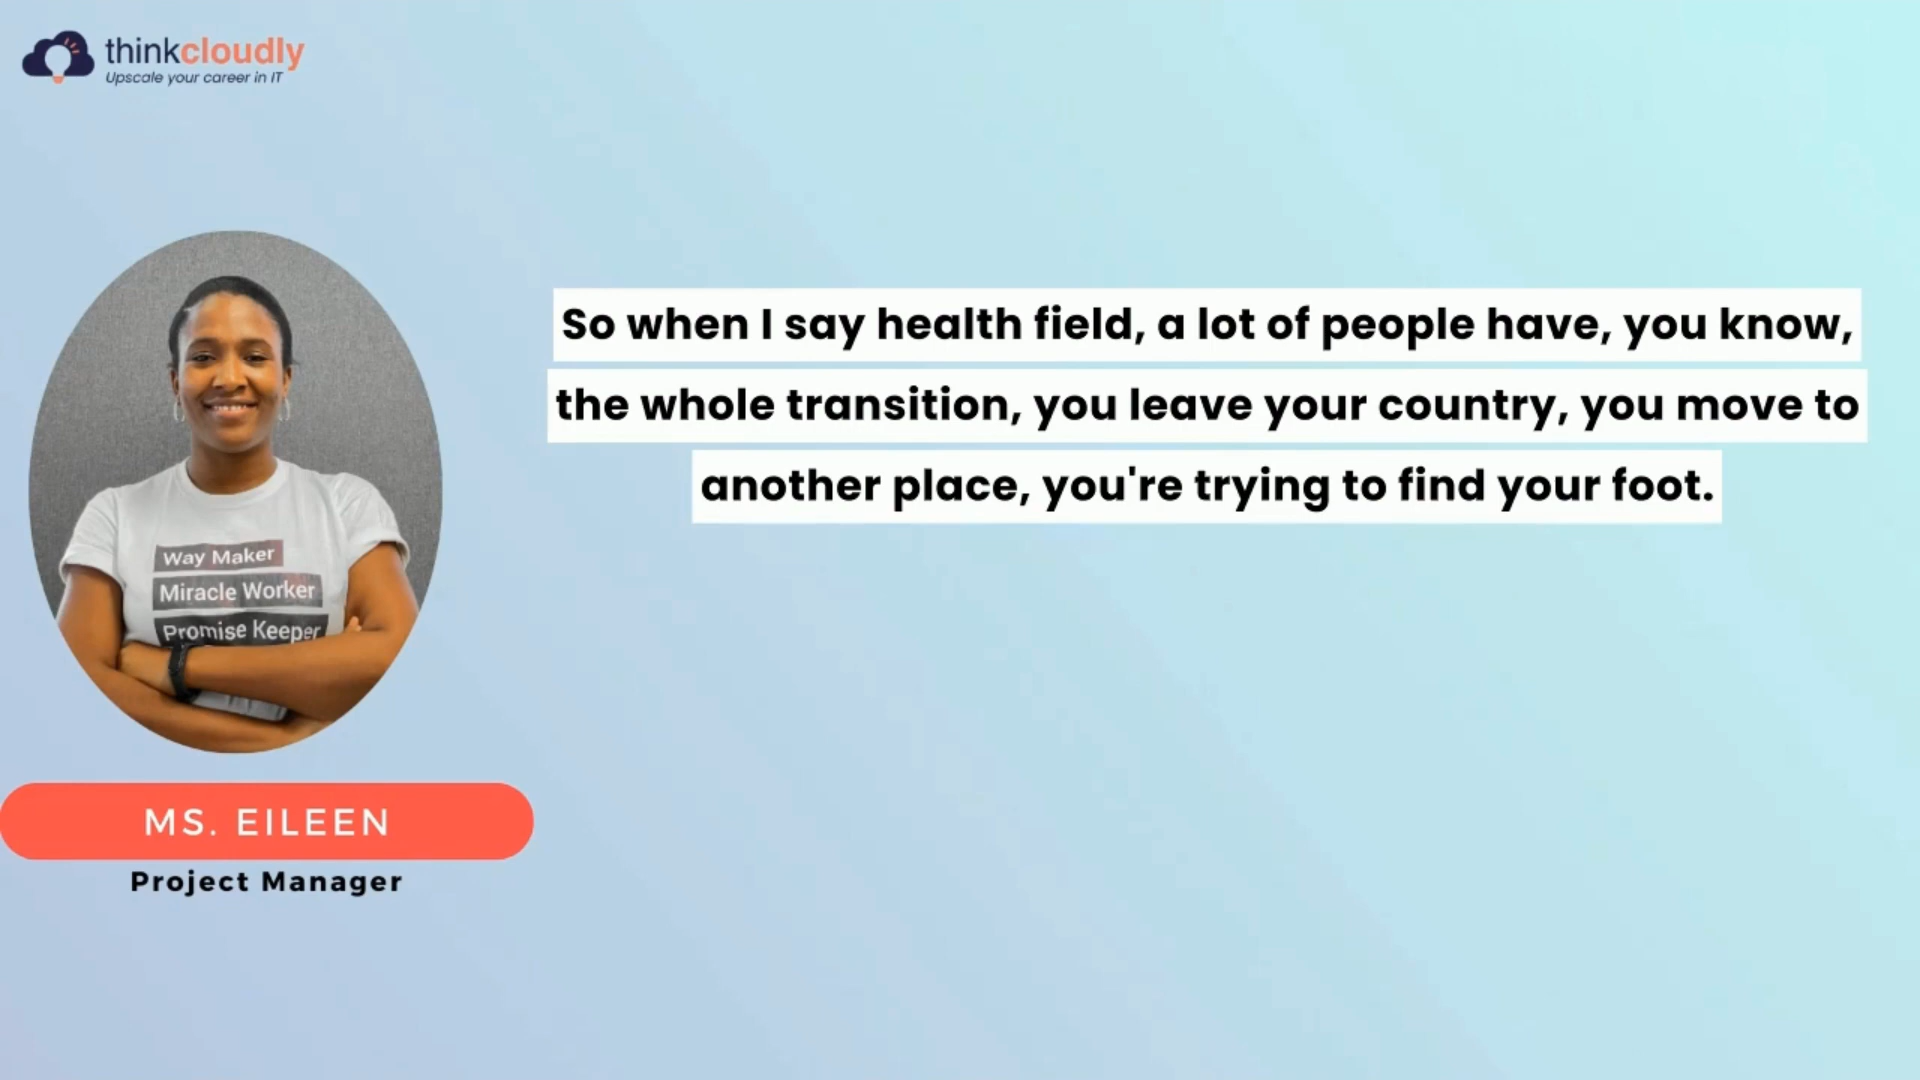 thinkcloudly
Upscale your career in IT
So when I say health field, a lot of people have, you know,
the whole transition, you leave your country, you move to
another place, you're trying to find your foot.
Way Maker
Miracle Worker
Promise Keeper
MS. EILEEN
Project Manager